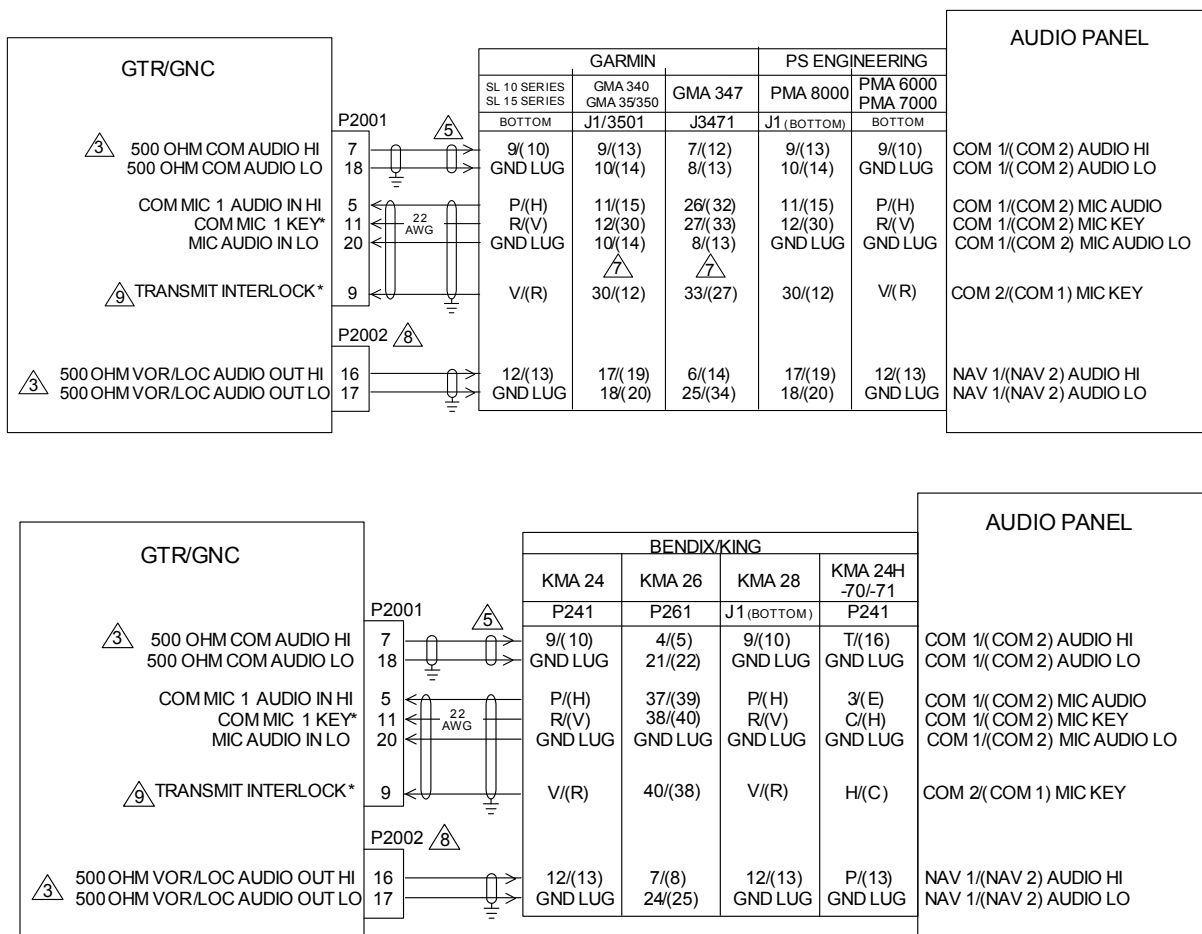 AUDIO PANEL
GTR/GNC
GARMIN PS ENGINEERING
SL 10 SERIES GMA 340 GMA 347 PMA 8000 PMA 6000
SL 15 SERIES GMA 35/350 PMA 7000
P2001 5 BOTTOM J1/3501 J3471 J1 (BOTTOM) BOTTOM
3 500 OHM COM AUDIO HI 7 9/(10) 9/(13) 7/(12) 9/(13) 9/(10) COM 1/(COM 2) AUDIO HI
500 OHM COM AUDIO LO 18 GND LUG 10/(14) 8/(13) 10/(14) GND LUG COM 1/(COM 2) AUDIO LO
COM MIC 1 AUDIO IN HI 5 P/(H) 11/(15) 26/(32) 11/(15) P/(H) COM 1/(COM 2) MIC AUDIO
COM MIC 1 KEY* 11 22 AWG R/(V) 12/(30) 27/(33) 12/(30) R/(V) COM 1/(COM 2) MIC KEY
MIC AUDIO IN LO 20 GND LUG 10/(14) 8/(13) GND LUG GND LUG COM 1/(COM 2) MIC AUDIO LO
7 7
9 TRANSMIT INTERLOCK* 9 V/(R) 30/(12) 33/(27) 30/(12) V/(R) COM 2/(COM 1) MIC KEY
P2002 8
3 500 OHM VOR/LOC AUDIO OUT HI 16 12/(13) 17/(19) 6/(14) 17/(19) 12/(13) NAV 1/(NAV 2) AUDIO HI
500 OHM VOR/LOC AUDIO OUT LO 17 GND LUG 18/(20) 25/(34) 18/(20) GND LUG NAV 1/(NAV 2) AUDIO LO
AUDIO PANEL
GTR/GNC
BENDIX/KING
KMA 24 KMA 26 KMA 28 KMA 24H
-70/-71
P2001 5 P241 P261 J1 (BOTTOM) P241
3 500 OHM COM AUDIO HI 7 9/(10) 4/(5) 9/(10) T/(16) COM 1/(COM 2) AUDIO HI
500 OHM COM AUDIO LO 18 GND LUG 21/(22) GND LUG GND LUG COM 1/(COM 2) AUDIO LO
COM MIC 1 AUDIO IN HI 5 P/(H) 37/(39) P/(H) 3/(E) COM 1/(COM 2) MIC AUDIO
COM MIC 1 KEY* 11 22 AWG R/(V) 38/(40) R/(V) C/(H) COM 1/(COM 2) MIC KEY
MIC AUDIO IN LO 20 GND LUG GND LUG GND LUG GND LUG COM 1/(COM 2) MIC AUDIO LO
9 TRANSMIT INTERLOCK* 9 V/(R) 40/(38) V/(R) H/(C) COM 2/(COM 1) MIC KEY
P2002 8
3 500 OHM VOR/LOC AUDIO OUT HI 16 12/(13) 7/(8) 12/(13) P/(13) NAV 1/(NAV 2) AUDIO HI
500 OHM VOR/LOC AUDIO OUT LO 17 GND LUG 24/(25) GND LUG GND LUG NAV 1/(NAV 2) AUDIO LO